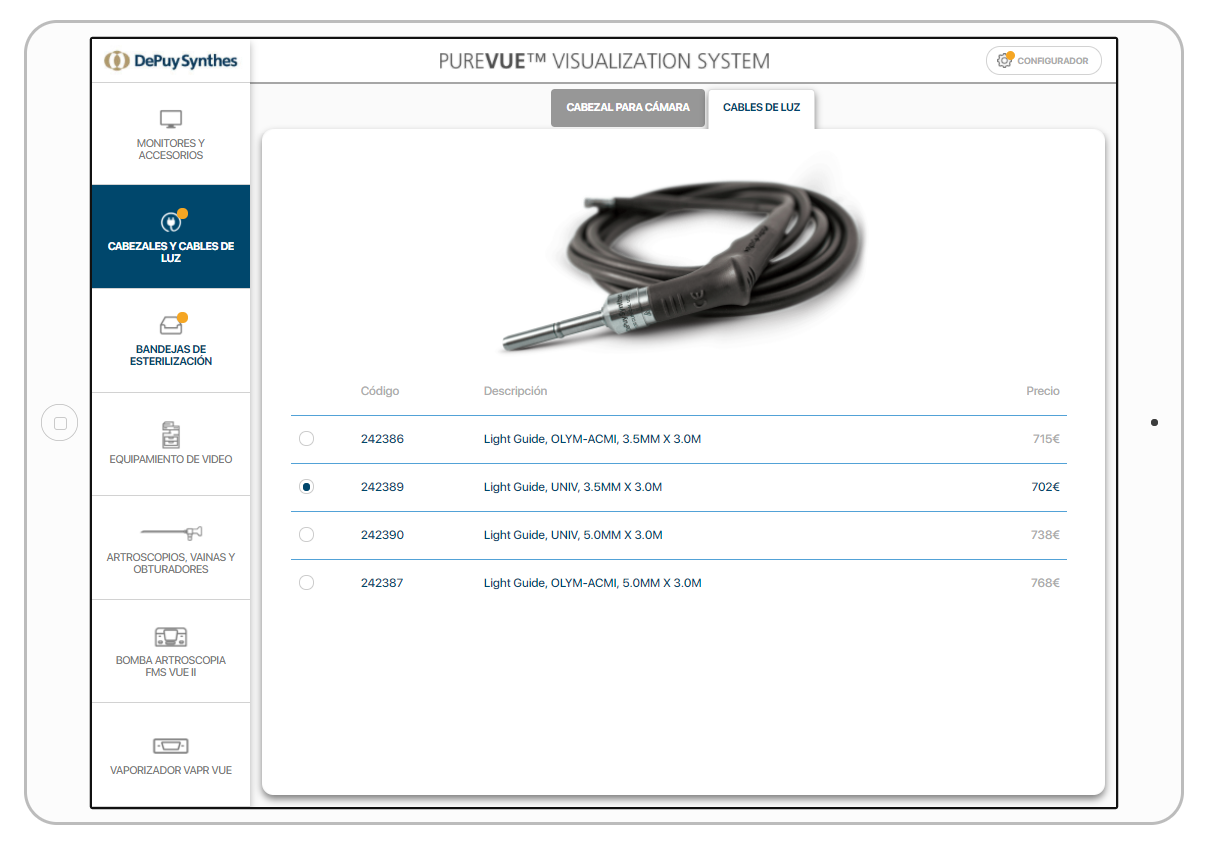 DePuy Synthes
PUREVUE™ VISUALIZATION SYSTEM
CONFIGURADOR
MONITORES Y
ACCESORIOS
CABEZALES Y CABLES DE
LUZ
BANDEJAS DE
ESTERILIZACIÓN
EQUIPAMIENTO DE VIDEO
ARTROSCOPIOS, VAINAS Y
OBTURADORES
BOMBA ARTROSCOPIA
FMS VUE II
VAPORIZADOR VAPR VUE
CABEZAL PARA CÁMARA
CABLES DE LUZ
Código Descripción Precio
242386 Light Guide, OLYM-ACMI, 3.5MM X 3.0M 715€
242389 Light Guide, UNIV, 3.5MM X 3.0M 702€
242390 Light Guide, UNIV, 5.0MM X 3.0M 738€
242387 Light Guide, OLYM-ACMI, 5.0MM X 3.0M 768€